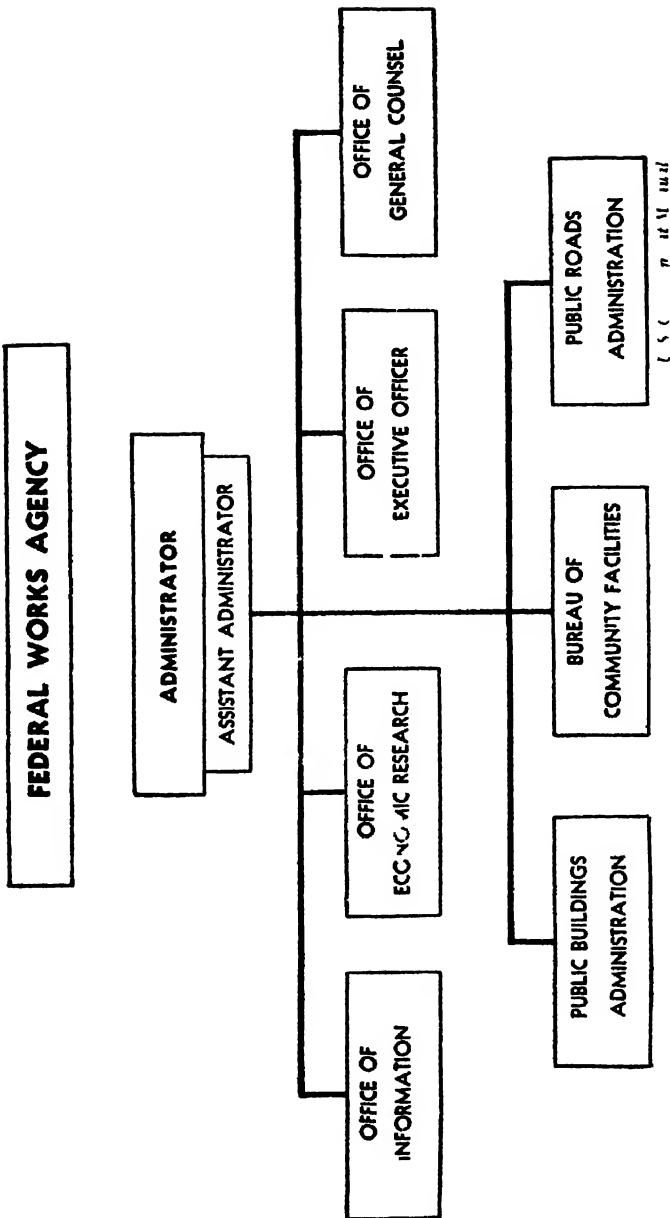 FEDERAL WORKS AGENCY
ADMINISTRATOR
ASSISTANT ADMINISTRATOR
OFFICE OF
INFORMATION
OFFICE OF
ECONOMIC RESEARCH
OFFICE OF
EXECUTIVE OFFICER
OFFICE OF
GENERAL COUNSEL
PUBLIC BUILDINGS
ADMINISTRATION
BUREAU OF
COMMUNITY FACILITIES
PUBLIC ROADS
ADMINISTRATION